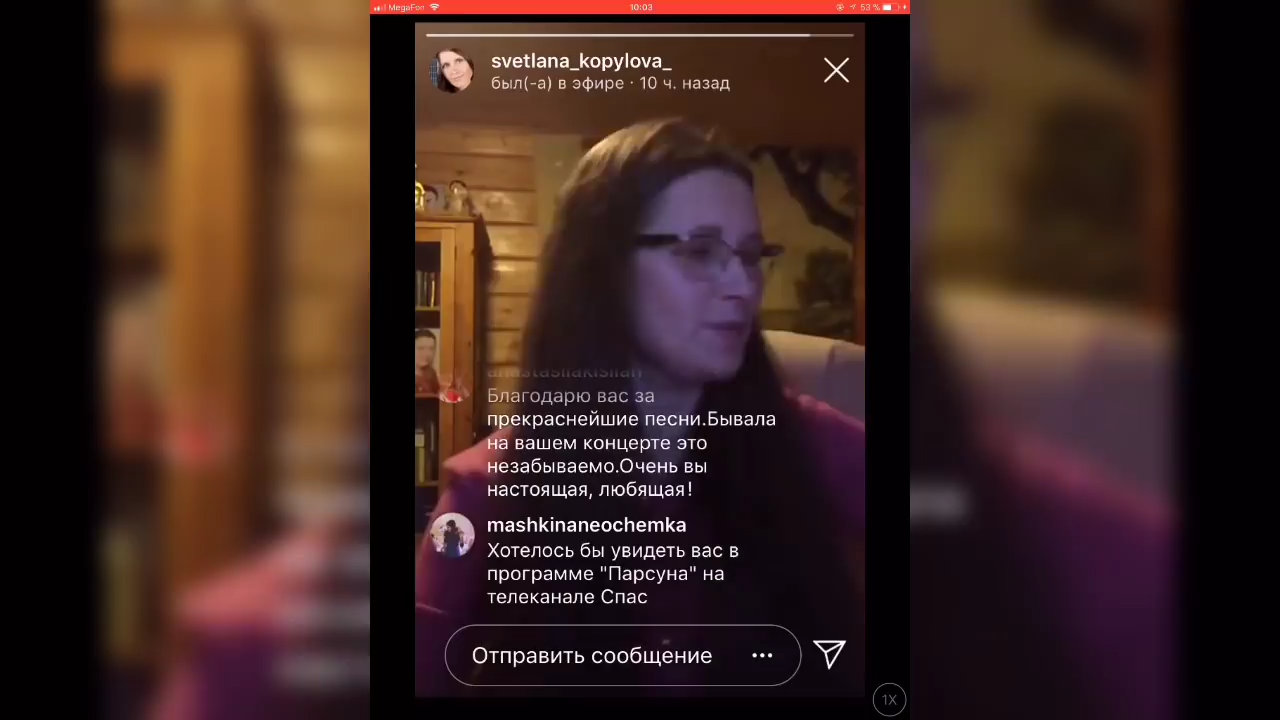 MegaFon
10:03
53 %
svetlana_kopylova_
был(-а) в эфире · 10 ч. назад
anastasiiakislian
Благодарю вас за
прекраснейшие песни.Бывала
на вашем концерте это
незабываемо.Очень вы
настоящая, любящая!
mashkinaneochemka
Хотелось бы увидеть вас в
программе "Парсуна" на
телеканале Спас
Отправить сообщение
1X